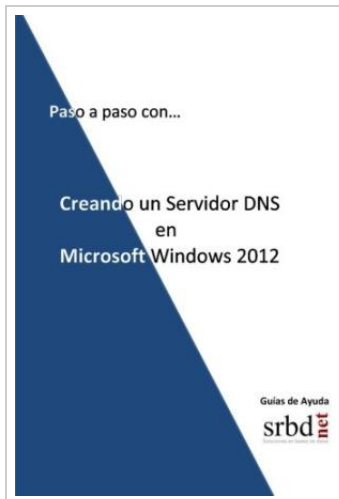 Paso a paso con...
Creando un Servidor DNS
en
Microsoft Windows 2012
Guías de Ayuda
srbd
net